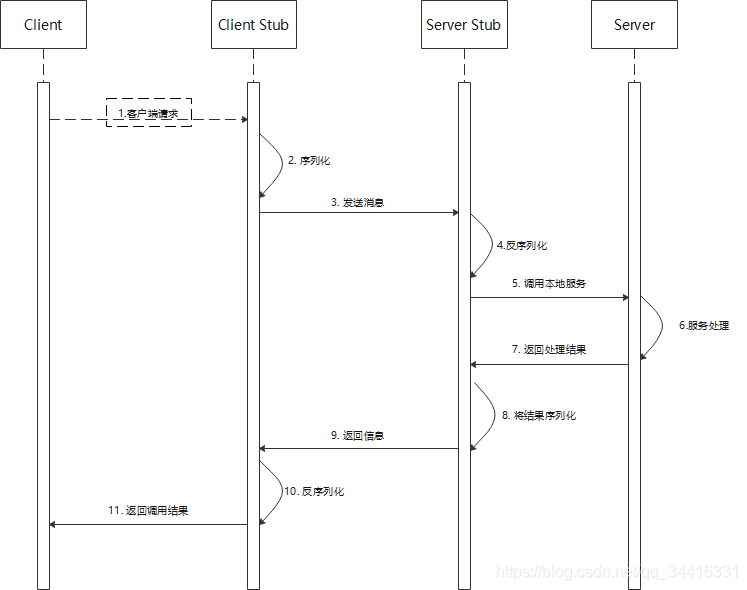 Client
Client Stub
Server Stub
Server
1.客户端请求
2. 序列化
3. 发送消息
4.反序列化
5. 调用本地服务
6.服务处理
7. 返回处理结果
8. 将结果序列化
9. 返回信息
10. 反序列化
11. 返回调用结果
https://blog.csdn.net/qq_34416331